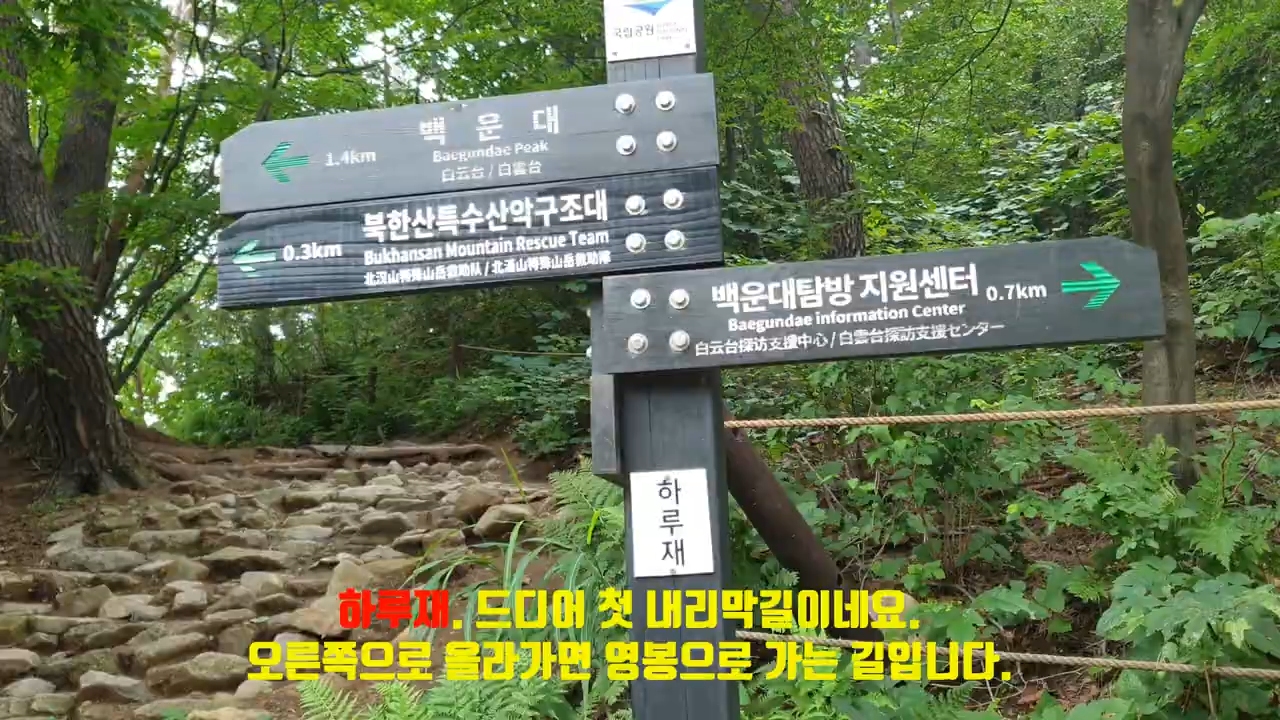 국립공원
백 운 대
1.4km
Baegundae Peak
白云台 / 白雲台
북한산특수산악구조대
0.3km
Bukhansan Mountain Rescue Team
北汉山特殊山岳救助队 / 北漢山特殊山岳救助隊
백운대탐방 지원센터
0.7km
Baegundae information Center
白云台探访支援中心 / 白雲台探訪支援センター
하루재
하루재. 드디어 첫 내리막길이네요.
오른쪽으로 올라가면 영봉으로 가는 길입니다.